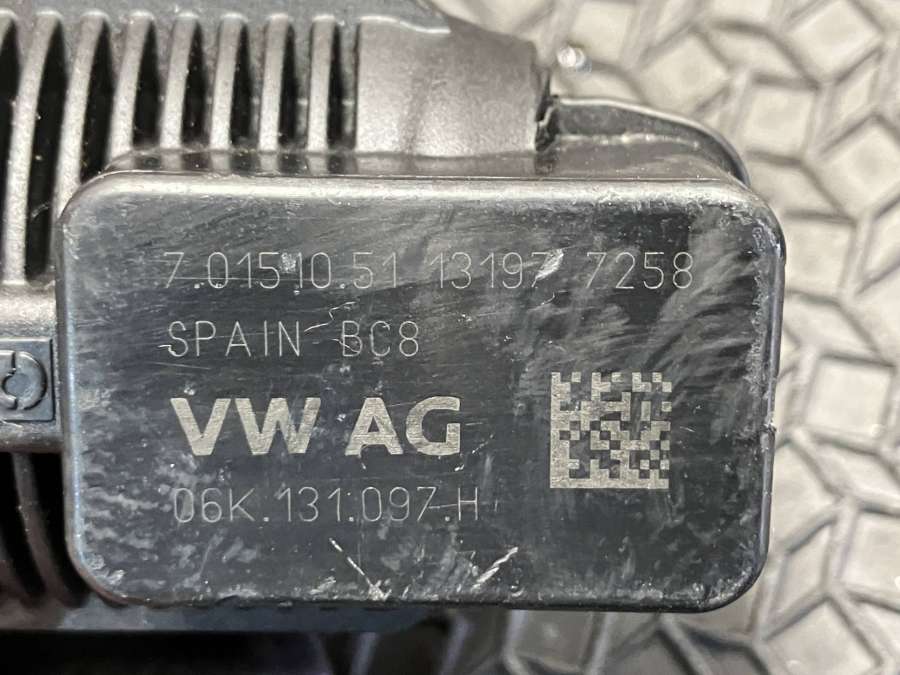 7.01510.51 13197 7258
SPAIN BC8
VW AG
06K.131.097.H